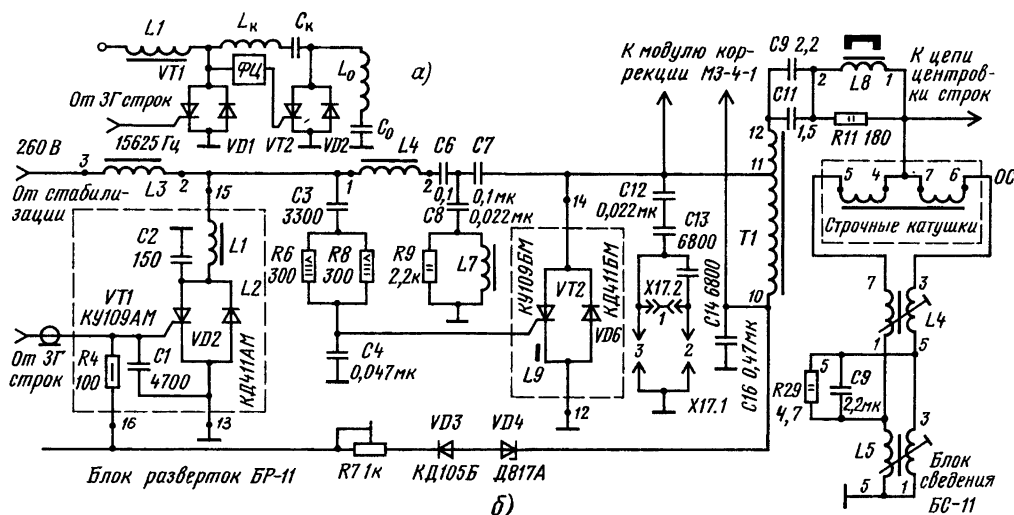 L1
Lк
Cк
Lо
Cо
VT1
ФЦ
а)
От ЗГ строк
15625 Гц
VD1
VT2
VD2
К модулю кор-
рекции М3-4-1
C9 2,2
2
L8
1
К цепи
центров-
ки строк
C11
1,5
R11 180
12
11
260 В
3
L3
2
От стабили-
зации
15
C3
3300
1
L4
2
C6
0,1
C7
0,1мк
C8
0,022мк
14
C12
0,022мк
C13
6800
5
4
7
6
ОС
Строчные катушки
C2
150
L1
R6
300
R8
300
R9
2,2к
L7
КУ109БМ
VT2
КД411БМ
VD6
L9
X17.2
1
3
2
X17.1
C14 6800
Т1
10
C16 0,47мк
VT1
КУ109АМ
L2
VD2
КД411АМ
От ЗГ
строк
R4
100
C1
4700
C4
0,047мк
16
13
12
7
3
L4
1
5
5
R29
4,7
C9
2,2мк
3
L5
5
1
Блок
сведения
БС-11
Блок разверток БР-11
R7 1к
VD3
КД105Б
VD4
Д817А
б)